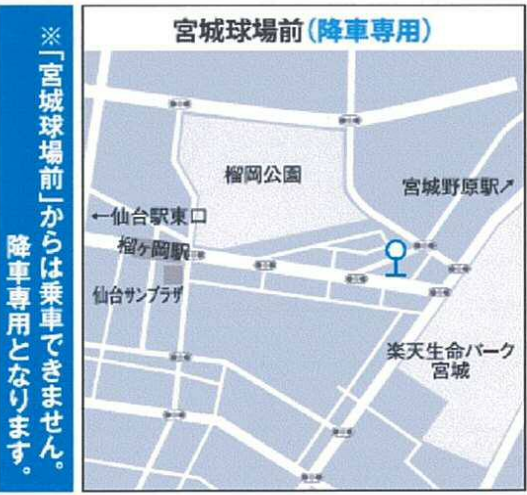 ※「宮城球場前」からは乗車できません。
降車専用となります。
宮城球場前(降車専用)
榴岡公園
宮城野原駅↗
←仙台駅東口
榴ヶ岡駅
仙台サンプラザ
楽天生命パーク
宮城